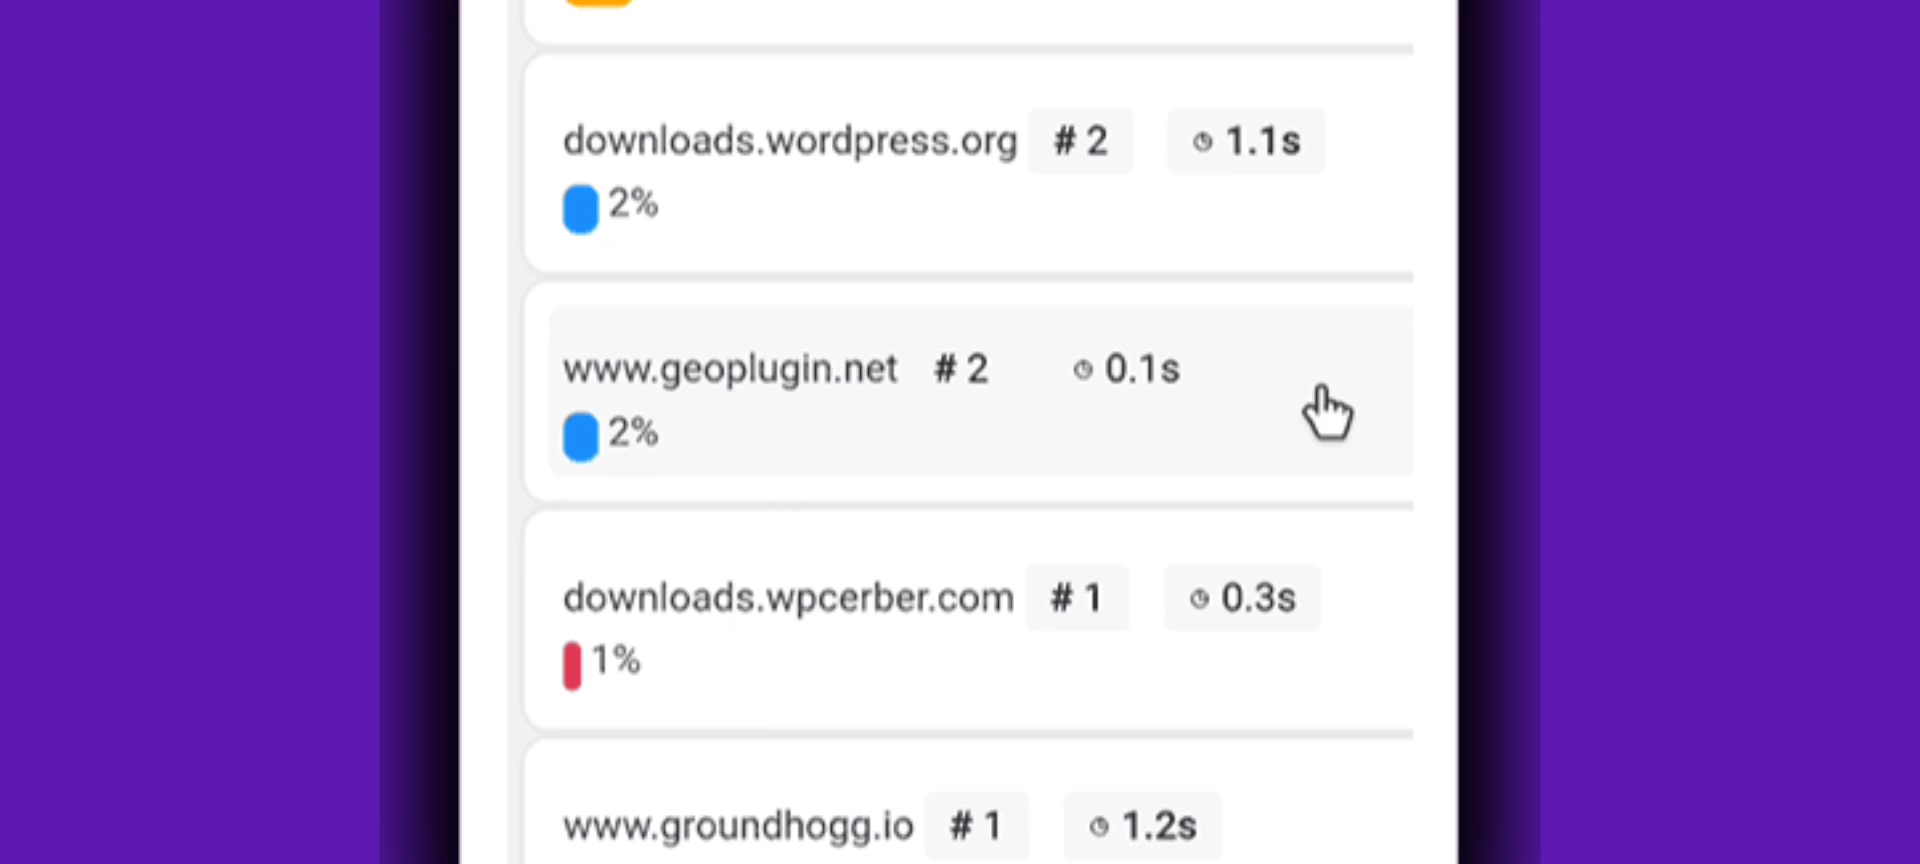 downloads.wordpress.org # 2 1.1s
2%
www.geoplugin.net # 2 0.1s
2%
downloads.wpcerber.com # 1 0.3s
1%
www.groundhogg.io # 1 1.2s